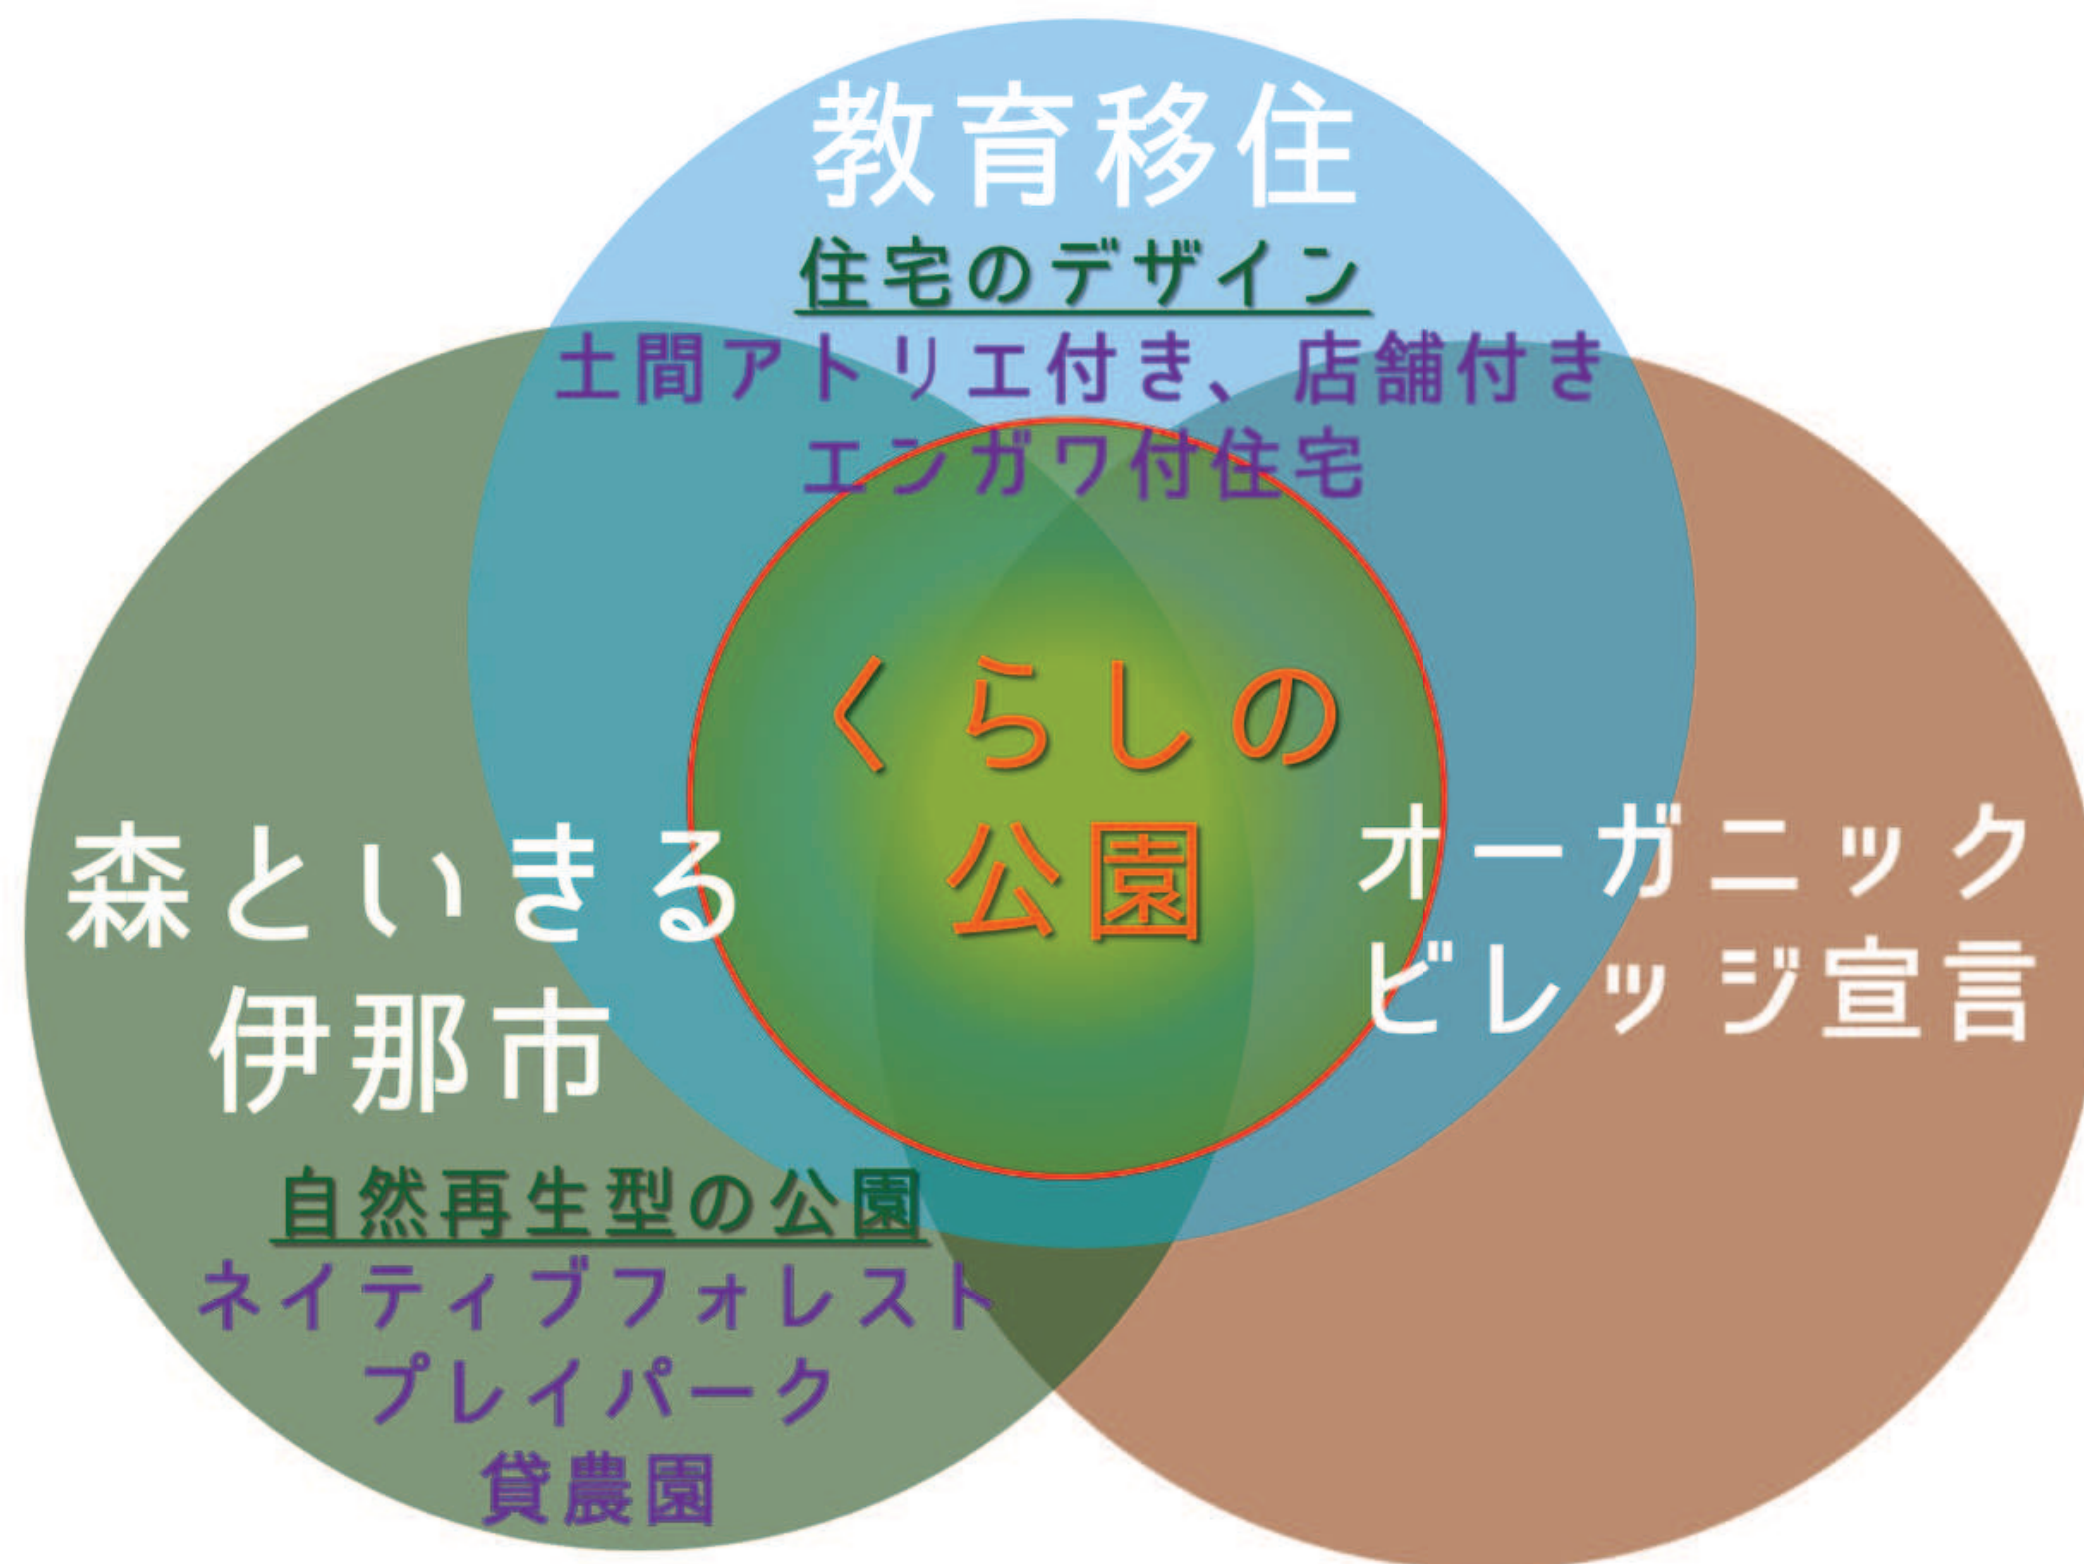 教育移住
住宅のデザイン
土間アトリエ付き、店舗付き
エンガワ付住宅
くらしの
公園
森といきる
伊那市
オーガニック
ビレッジ宣言
自然再生型の公園
ネイティブフォレスト
プレイパーク
貸農園